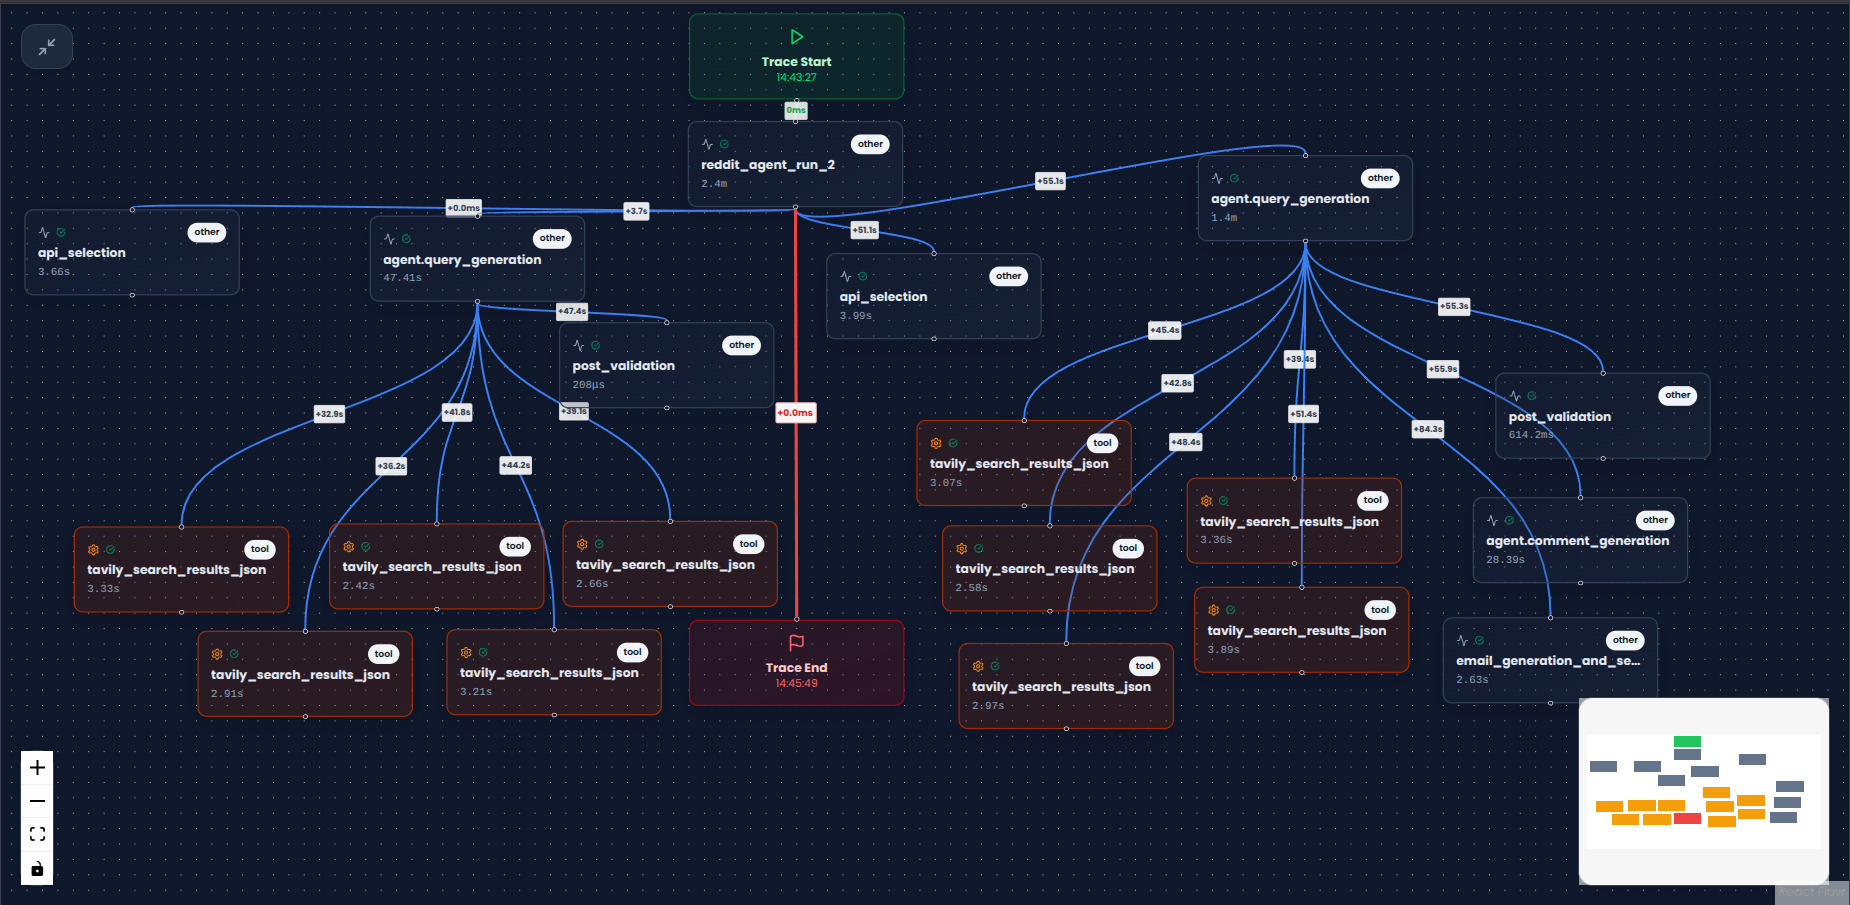 Trace Start
14:43:27
0ms
other
reddit_agent_run_2
2.4m
+55.1s
other
agent.query_generation
1.4m
+0.0ms
+3.7s
+51.1s
other
api_selection
3.66s
other
agent.query_generation
47.41s
other
api_selection
3.99s
+47.4s
+45.4s
+55.3s
other
post_validation
208µs
+39.4s
+55.9s
+42.8s
+32.9s
+41.8s
+39.1s
+0.0ms
+51.4s
+84.3s
other
post_validation
614.2ms
+36.2s
+44.2s
+48.4s
tool
tavily_search_results_json
3.07s
tool
tavily_search_results_json
3.36s
other
agent.comment_generation
28.39s
tool
tavily_search_results_json
3.33s
tool
tavily_search_results_json
2.42s
tool
tavily_search_results_json
2.66s
tool
tavily_search_results_json
2.58s
tool
tavily_search_results_json
3.89s
tool
tavily_search_results_json
2.91s
tool
tavily_search_results_json
3.21s
Trace End
14:45:49
tool
tavily_search_results_json
2.97s
other
email_generation_and_se...
2.63s
React Flow